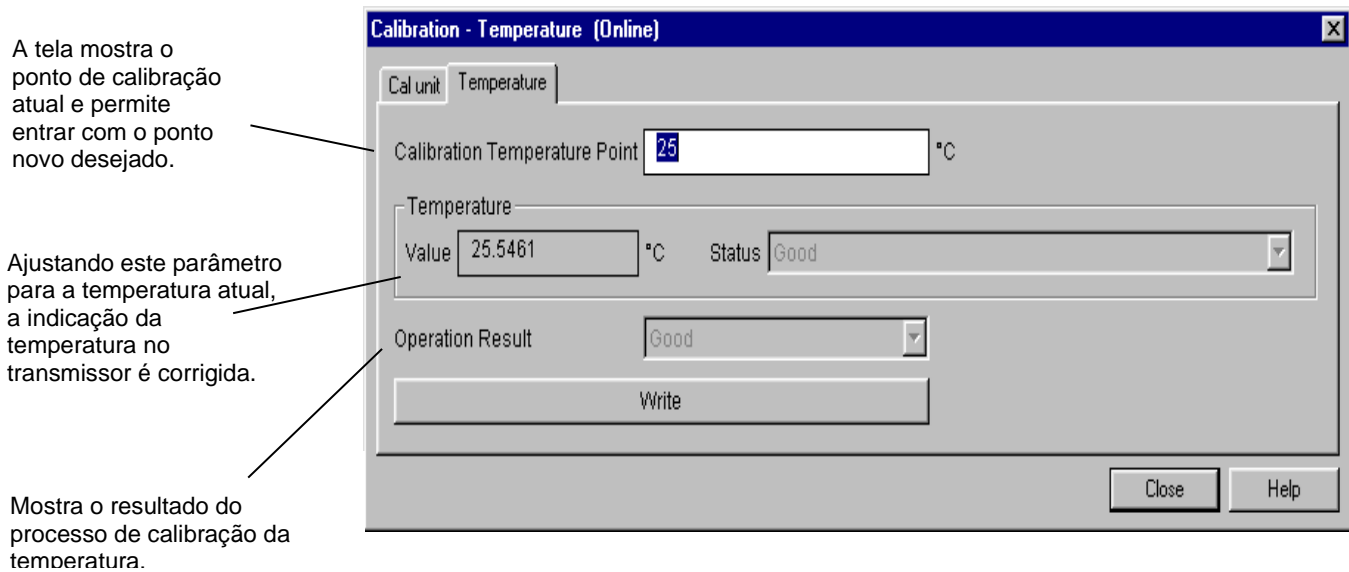 A tela mostra o
ponto de calibração
atual e permite
entrar com o ponto
novo desejado.
Ajustando este parâmetro
para a temperatura atual,
a indicação da
temperatura no
transmissor é corrigida.
Mostra o resultado do
processo de calibração da
temperatura.
Calibration - Temperature (Online)
Cal unit Temperature
Calibration Temperature Point 25 °C
Temperature
Value 25.5461 °C Status Good
Operation Result Good
Write
Close Help